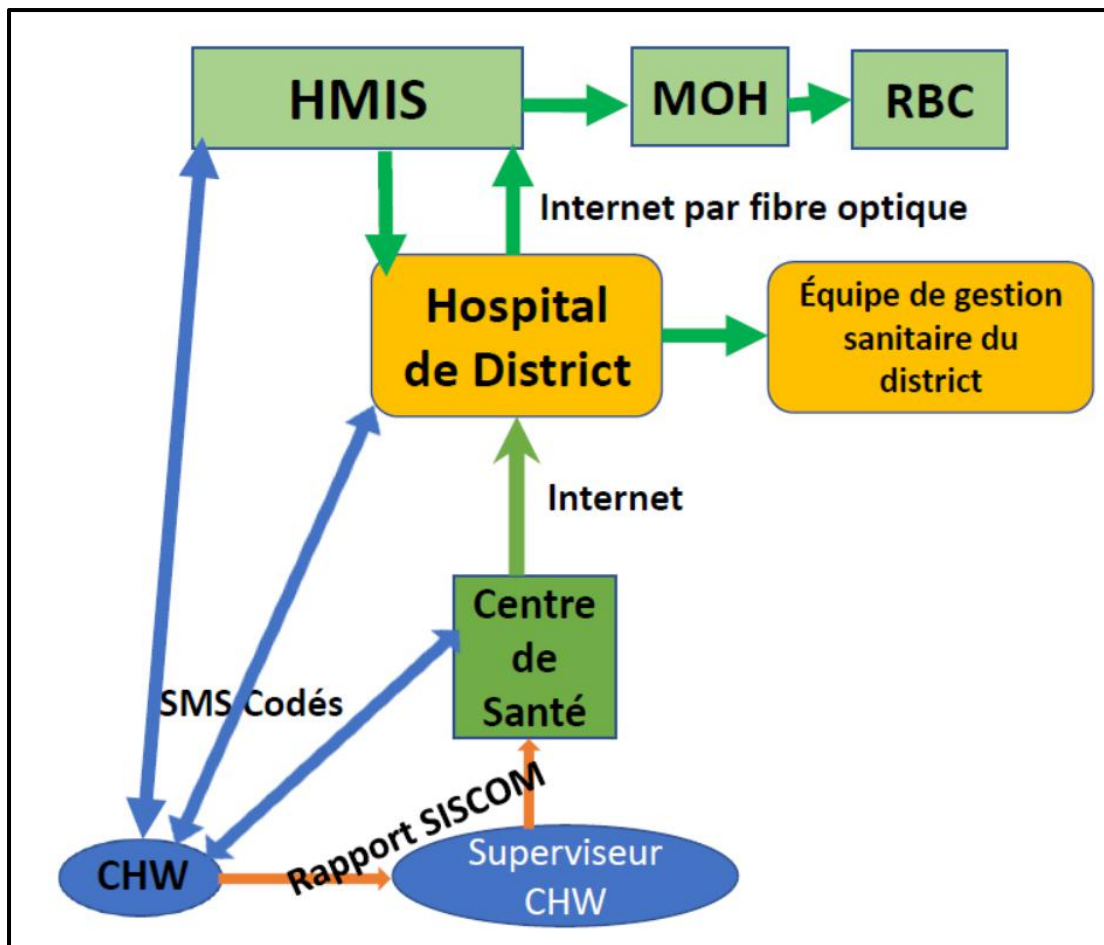 HMIS
MOH
RBC
Internet par fibre optique
Hospital
de District
Équipe de gestion
sanitaire du
district
Internet
Centre
de
Santé
SMS Codés
Rapport SISCOM
CHW
Superviseur
CHW